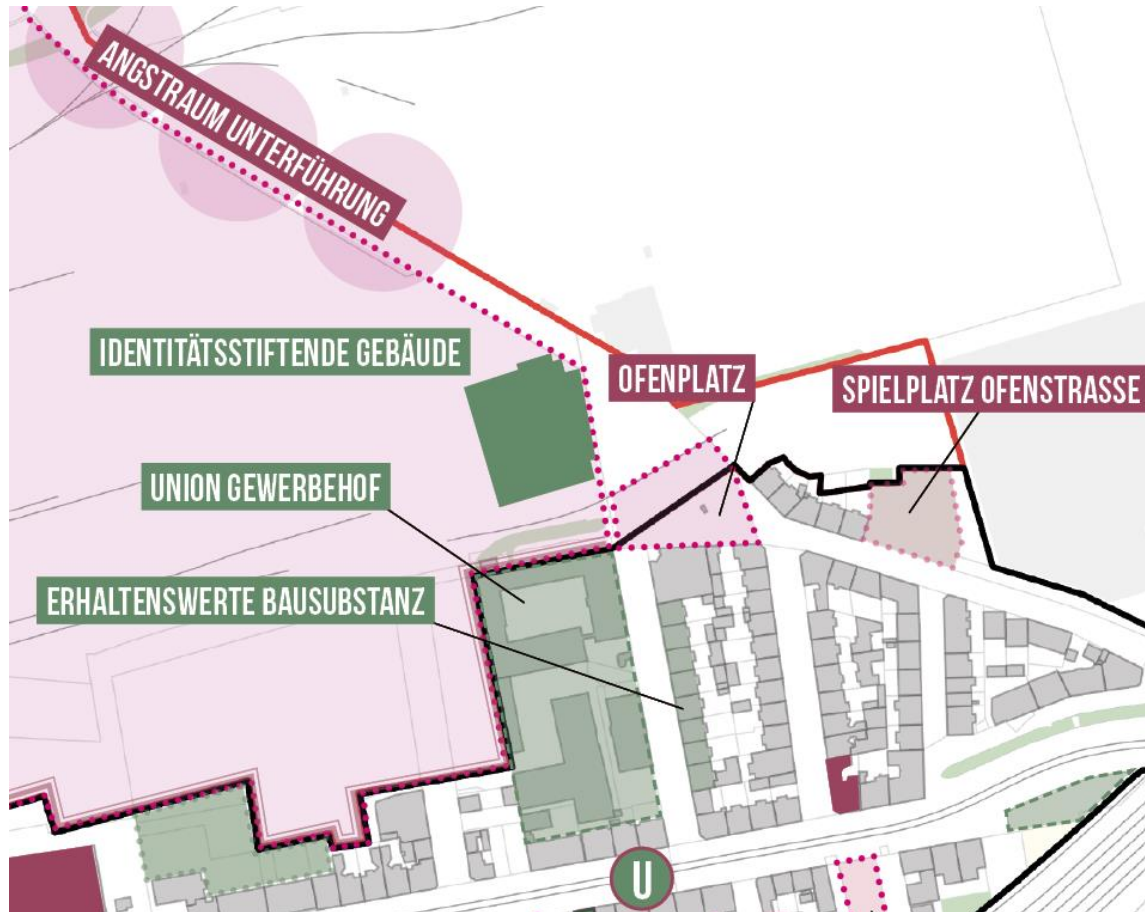 ANGSTRAUM UNTERFÜHRUNG
IDENTITÄTSSTIFTENDE GEBÄUDE
OFENPLATZ
SPIELPLATZ OFENSTRASSE
UNION GEWERBEHOF
ERHALTENSWERTE BAUSUBSTANZ
U